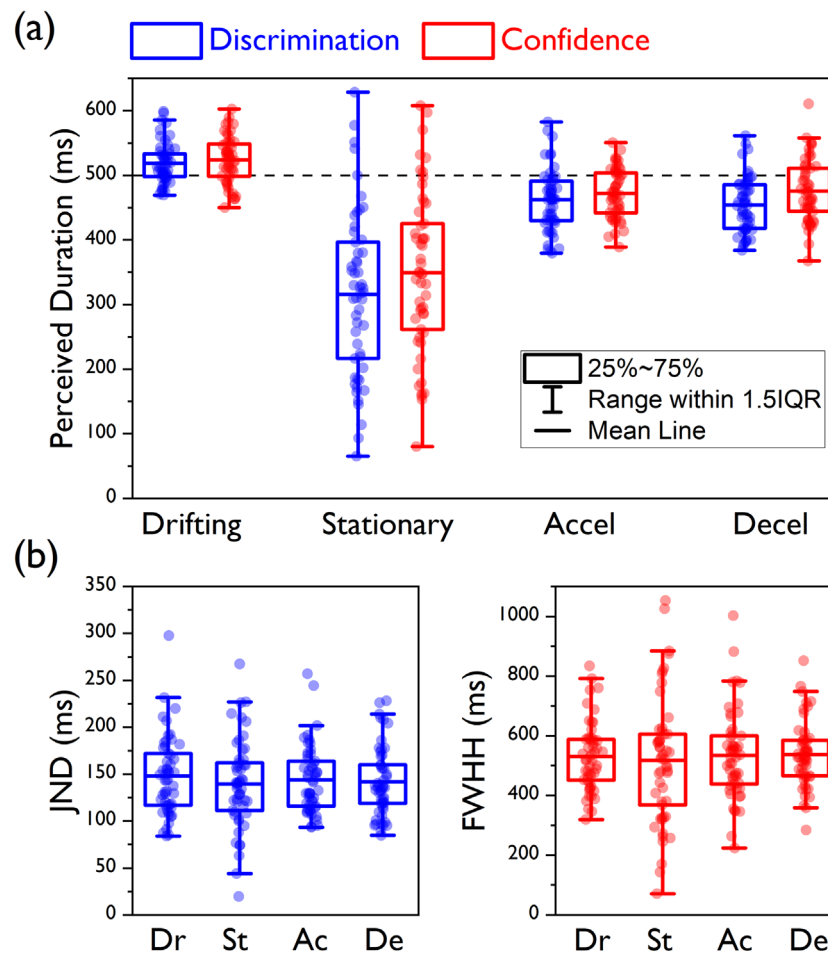 (a)
Discrimination Confidence
Perceived Duration (ms)
600
500
400
300
200
100
0
25%~75%
Range within 1.5IQR
Mean Line
Drifting Stationary Accel Decel
(b)
JND (ms)
350
300
250
200
150
100
50
0
Dr St Ac De
FWHH (ms)
1000
800
600
400
200
0
Dr St Ac De